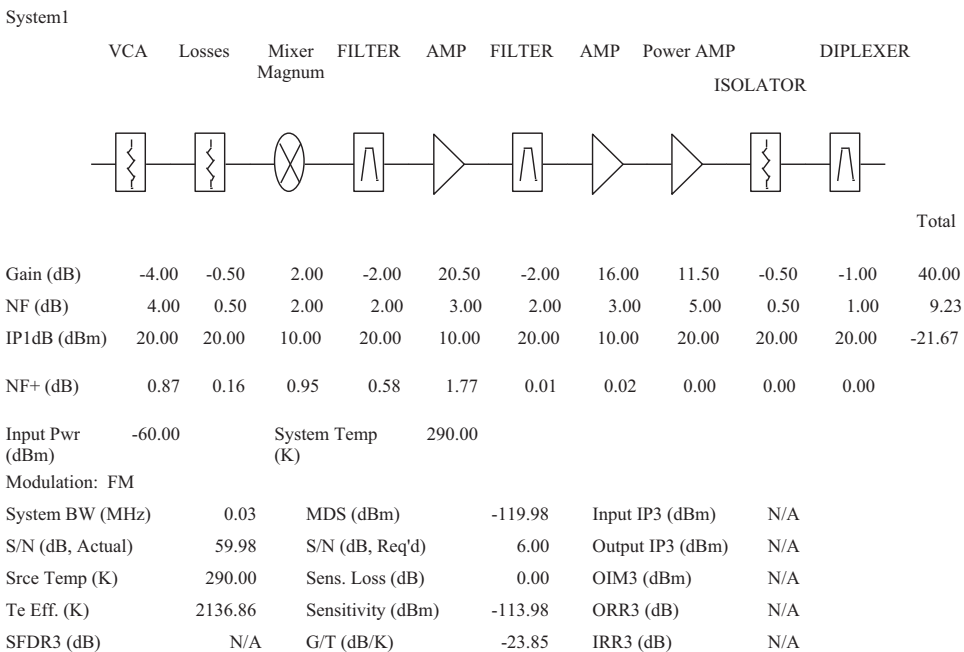 System1
VCA Losses Mixer Magnum FILTER AMP FILTER AMP Power AMP ISOLATOR DIPLEXER
Total
Gain (dB) -4.00 -0.50 2.00 -2.00 20.50 -2.00 16.00 11.50 -0.50 -1.00 40.00
NF (dB) 4.00 0.50 2.00 2.00 3.00 2.00 3.00 5.00 0.50 1.00 9.23
IP1dB (dBm) 20.00 20.00 10.00 20.00 10.00 20.00 10.00 20.00 20.00 20.00 -21.67
NF+ (dB) 0.87 0.16 0.95 0.58 1.77 0.01 0.02 0.00 0.00 0.00
Input Pwr (dBm) -60.00 System Temp (K) 290.00
Modulation: FM
System BW (MHz) 0.03 MDS (dBm) -119.98 Input IP3 (dBm) N/A
S/N (dB, Actual) 59.98 S/N (dB, Req'd) 6.00 Output IP3 (dBm) N/A
Srce Temp (K) 290.00 Sens. Loss (dB) 0.00 OIM3 (dBm) N/A
Te Eff. (K) 2136.86 Sensitivity (dBm) -113.98 ORR3 (dB) N/A
SFDR3 (dB) N/A G/T (dB/K) -23.85 IRR3 (dB) N/A